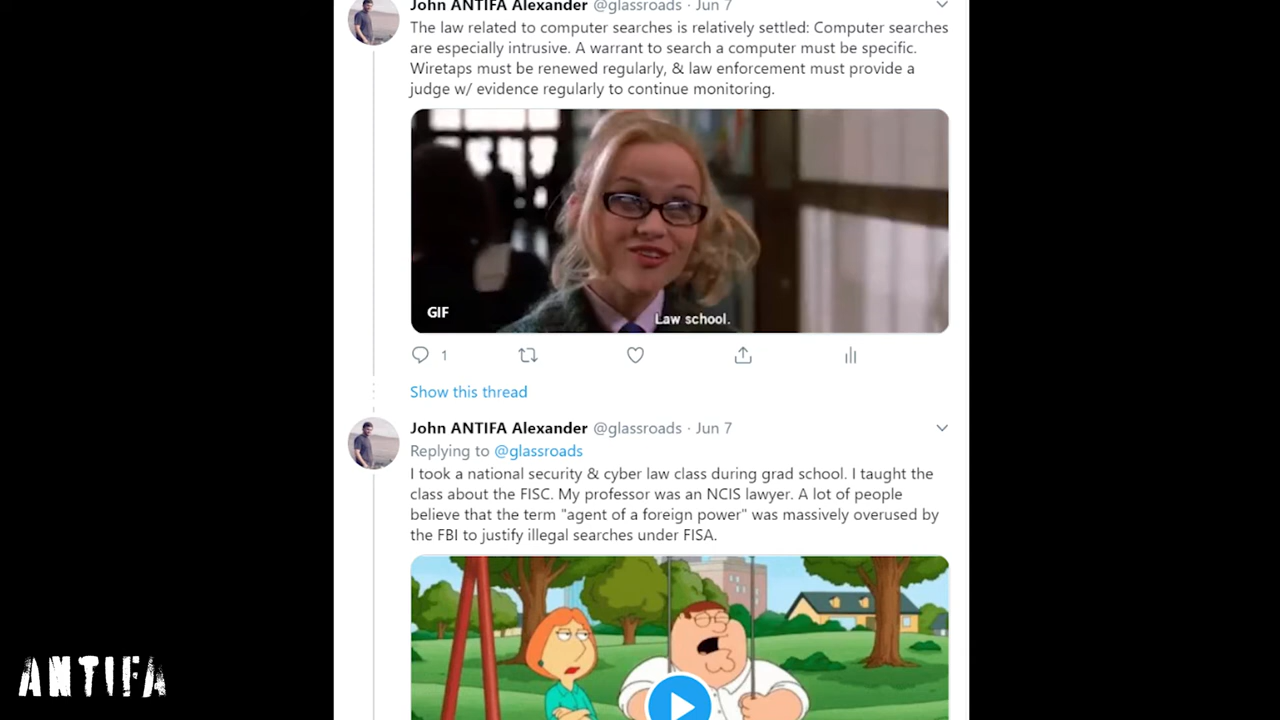 John ANTIFA Alexander @glassroads · Jun 7
The law related to computer searches is relatively settled: Computer searches
are especially intrusive. A warrant to search a computer must be specific.
Wiretaps must be renewed regularly, & law enforcement must provide a
judge w/ evidence regularly to continue monitoring.
GIF
Law school.
1
Show this thread
John ANTIFA Alexander @glassroads · Jun 7
Replying to @glassroads
I took a national security & cyber law class during grad school. I taught the
class about the FISC. My professor was an NCIS lawyer. A lot of people
believe that the term "agent of a foreign power" was massively overused by
the FBI to justify illegal searches under FISA.
ANTIFA